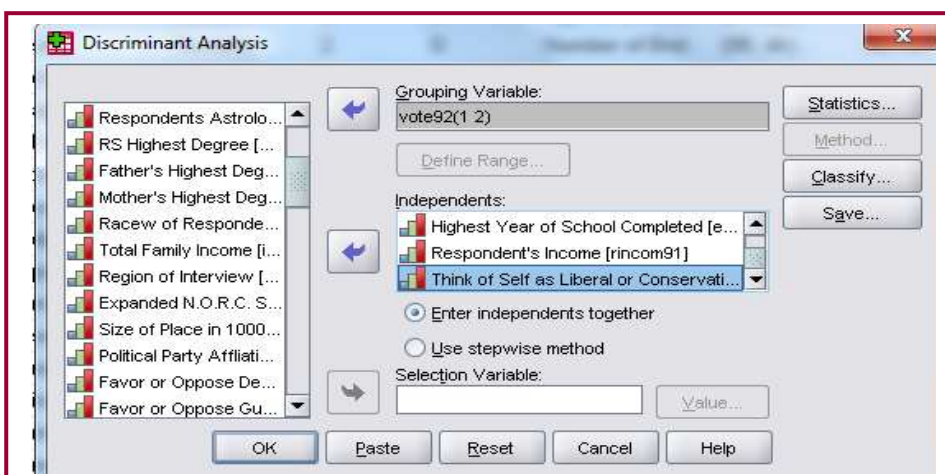 Discriminant Analysis
Respondents Astrolo...
RS Highest Degree [...
Father's Highest Deg...
Mother's Highest Deg...
Racew of Responde...
Total Family Income [i...
Region of Interview [...
Expanded N.O.R.C. S...
Size of Place in 1000...
Political Party Affliati...
Favor or Oppose De...
Favor or Oppose Gu...
Grouping Variable:
vote92(1 2)
Define Range...
Independents:
Highest Year of School Completed [e...
Respondent's Income [rincom91]
Think of Self as Liberal or Conservati...
Enter independents together
Use stepwise method
Selection Variable:
Value...
Statistics...
Method...
Classify...
Save...
OK Paste Reset Cancel Help